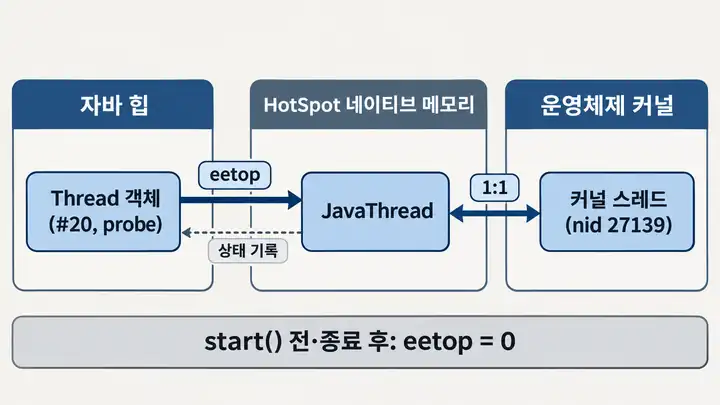 자바 힙
HotSpot 네이티브 메모리
운영체제 커널
Thread 객체
(#20, probe)
eetop
상태 기록
JavaThread
1:1
커널 스레드
(nid 27139)
start() 전·종료 후: eetop = 0